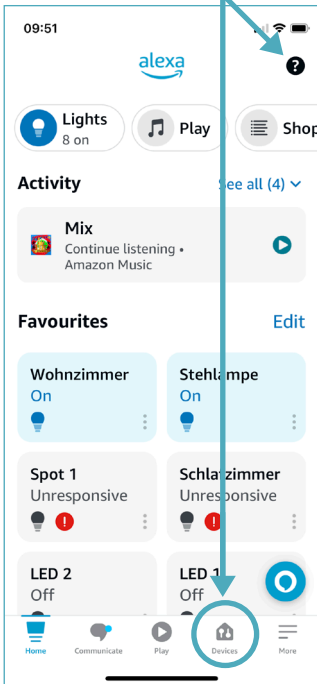 09:51
alexa
?
Lights
8 on
Play
Shop
Activity
See all (4)
Mix
Continue listening •
Amazon Music
Favourites
Edit
Wohnzimmer
On
Stehlampe
On
Spot 1
Unresponsive
!
Schlafzimmer
Unresponsive
!
LED 2
Off
LED 1
Off
Home
Communicate
Play
Devices
More